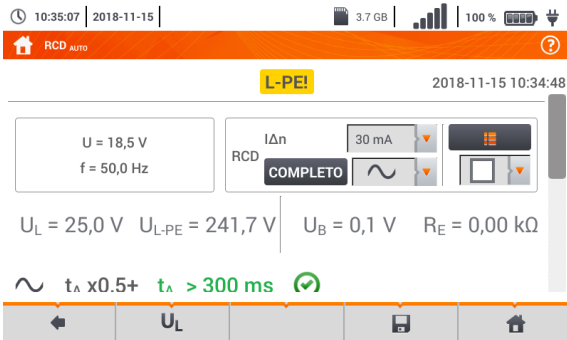 10:35:07 2018-11-15 3.7 GB 100 %
RCD AUTO ?
L-PE! 2018-11-15 10:34:48
U = 18,5 V
f = 50,0 Hz
RCD
IΔn 30 mA
COMPLETO
UL = 25,0 V UL-PE = 241,7 V UB = 0,1 V RE = 0,00 kΩ
tA x0.5+ tA > 300 ms
UL